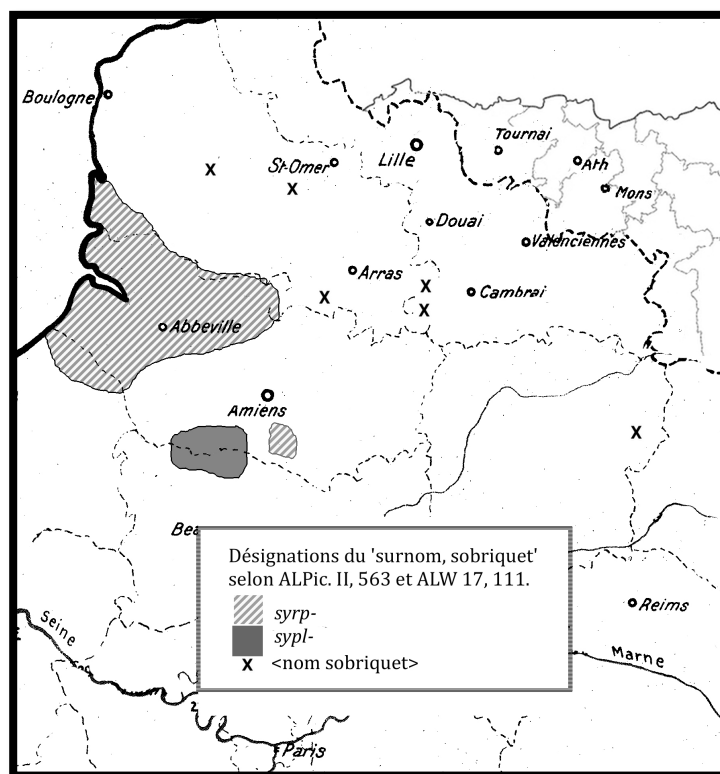 Boulogne
St-Omer
Lille
Tournai
Ath
Mons
Douai
Valenciennes
Arras
X
X
X
X
X
X
Cambrai
Abbeville
Amiens
X
Bea
Désignations du 'surnom, sobriquet'
selon ALPic. II, 563 et ALW 17, 111.
syrp-
sypl-
X <nom sobriquet>
Reims
Seine
Marne
Paris